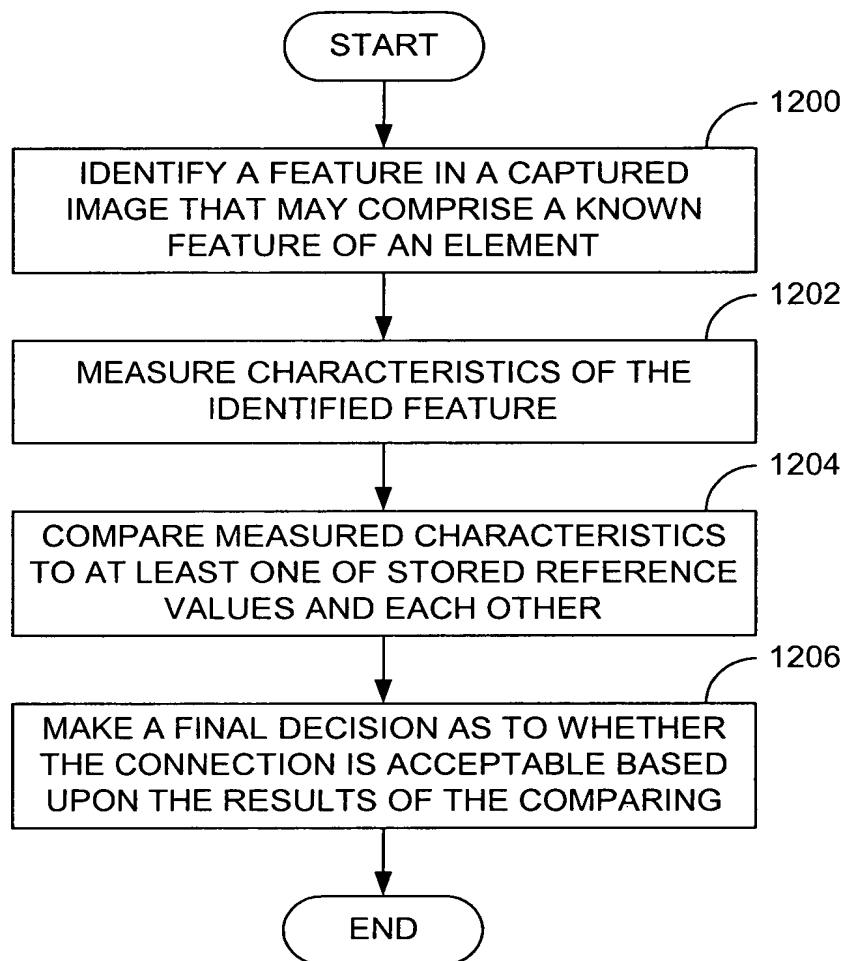 START
1200
IDENTIFY A FEATURE IN A CAPTURED
IMAGE THAT MAY COMPRISE A KNOWN
FEATURE OF AN ELEMENT
1202
MEASURE CHARACTERISTICS OF THE
IDENTIFIED FEATURE
1204
COMPARE MEASURED CHARACTERISTICS
TO AT LEAST ONE OF STORED REFERENCE
VALUES AND EACH OTHER
1206
MAKE A FINAL DECISION AS TO WHETHER
THE CONNECTION IS ACCEPTABLE BASED
UPON THE RESULTS OF THE COMPARING
END